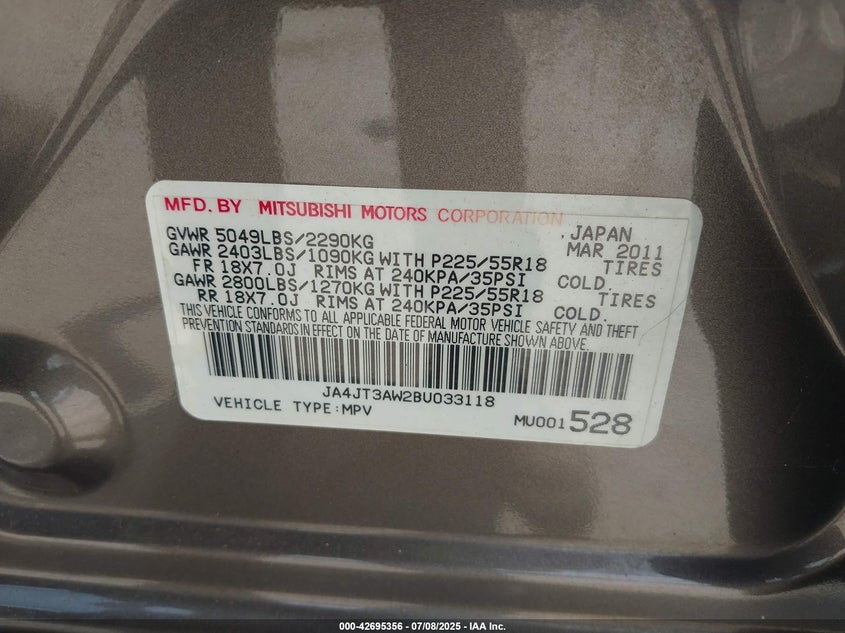 MFD. BY MITSUBISHI MOTORS CORPORATION
GVWR 5049LBS/2290KG JAPAN
GAWR 2403LBS/1090KG WITH P225/55R18 MAR 2011
FR 18X7.0J RIMS AT 240KPA/35PSI TIRES
GAWR 2800LBS/1270KG WITH P225/55R18 COLD.
RR 18X7.0J RIMS AT 240KPA/35PSI TIRES
COLD.
THIS VEHICLE CONFORMS TO ALL APPLICABLE FEDERAL MOTOR VEHICLE SAFETY AND THEFT
PREVENTION STANDARDS IN EFFECT ON THE DATE OF MANUFACTURE SHOWN ABOVE.
JA4JT3AW2BU033118
VEHICLE TYPE:MPV MU001528
000-42695356 - 07/08/2025 - IAA Inc.